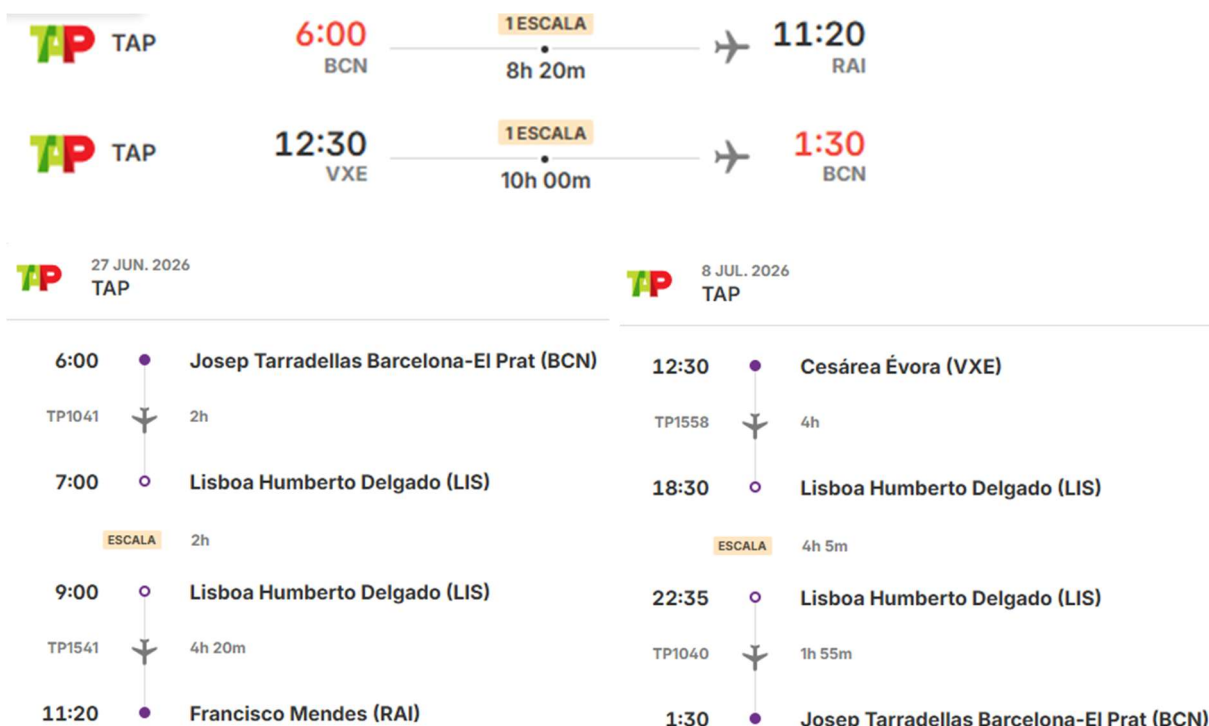 TAP TAP 6:00 1 ESCALA 11:20
BCN 8h 20m RAI
TAP TAP 12:30 1 ESCALA 1:30
VXE 10h 00m BCN
TAP 27 JUN. 2026
TAP
6:00 Josep Tarradellas Barcelona-El Prat (BCN)
TP1041 2h
7:00 Lisboa Humberto Delgado (LIS)
ESCALA 2h
9:00 Lisboa Humberto Delgado (LIS)
TP1541 4h 20m
11:20 Francisco Mendes (RAI)
TAP 8 JUL. 2026
TAP
12:30 Cesárea Évora (VXE)
TP1558 4h
18:30 Lisboa Humberto Delgado (LIS)
ESCALA 4h 5m
22:35 Lisboa Humberto Delgado (LIS)
TP1040 1h 55m
1:30 Josep Tarradellas Barcelona-El Prat (BCN)